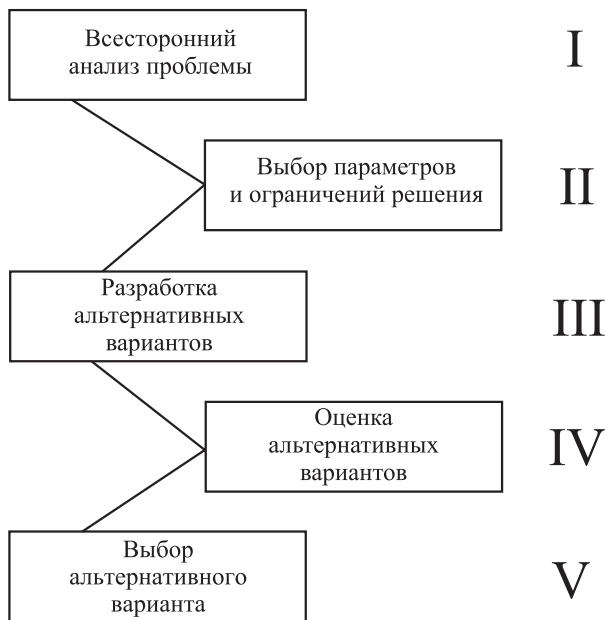 Всесторонний
анализ проблемы
I
Выбор параметров
и ограничений решения
II
Разработка
альтернативных
вариантов
III
Оценка
альтернативных
вариантов
IV
Выбор
альтернативного
варианта
V